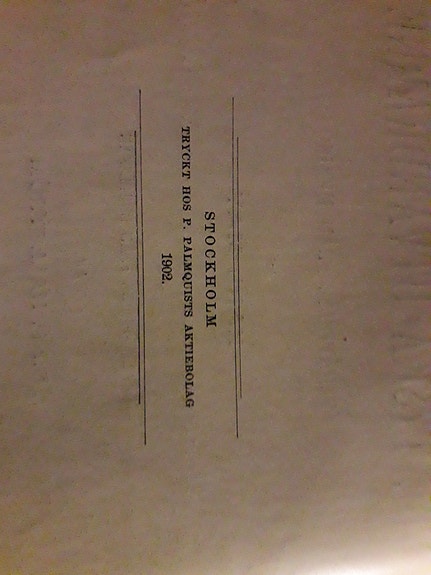 STOCKHOLM
TRYCKT HOS P. PALMQUISTS AKTIEBOLAG
1902.